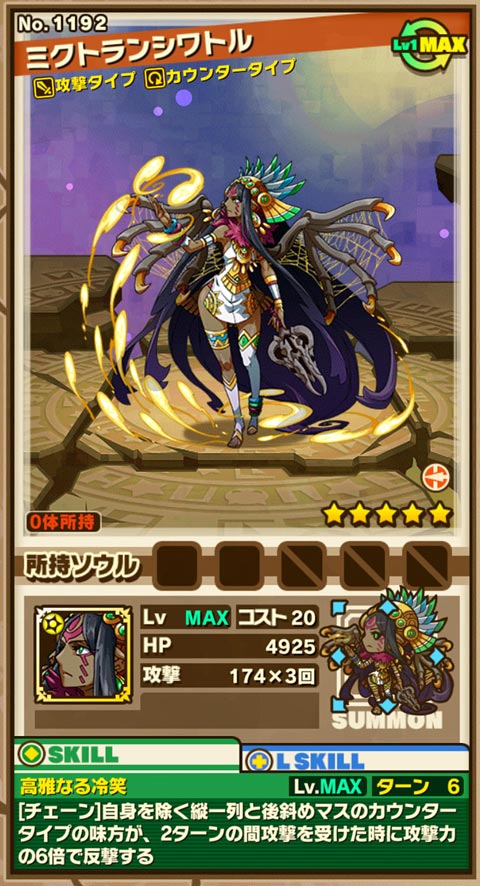 No.1192
ミクトランシワトル
Lv1 MAX
攻撃タイプ カウンタータイプ
0体所持
所持ソウル
Lv MAX コスト 20
HP 4925
攻撃 174×3回
SUMMON
SKILL
L SKILL
高雅なる冷笑 Lv.MAX ターン 6
[チェーン]自身を除く縦一列と後斜めマスのカウンター
タイプの味方が、2ターンの間攻撃を受けた時に攻撃力
の6倍で反撃する